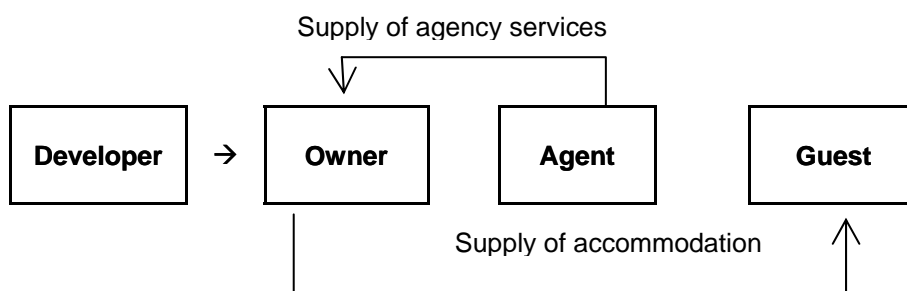 Supply of agency services
Developer → Owner Agent Guest
Supply of accommodation